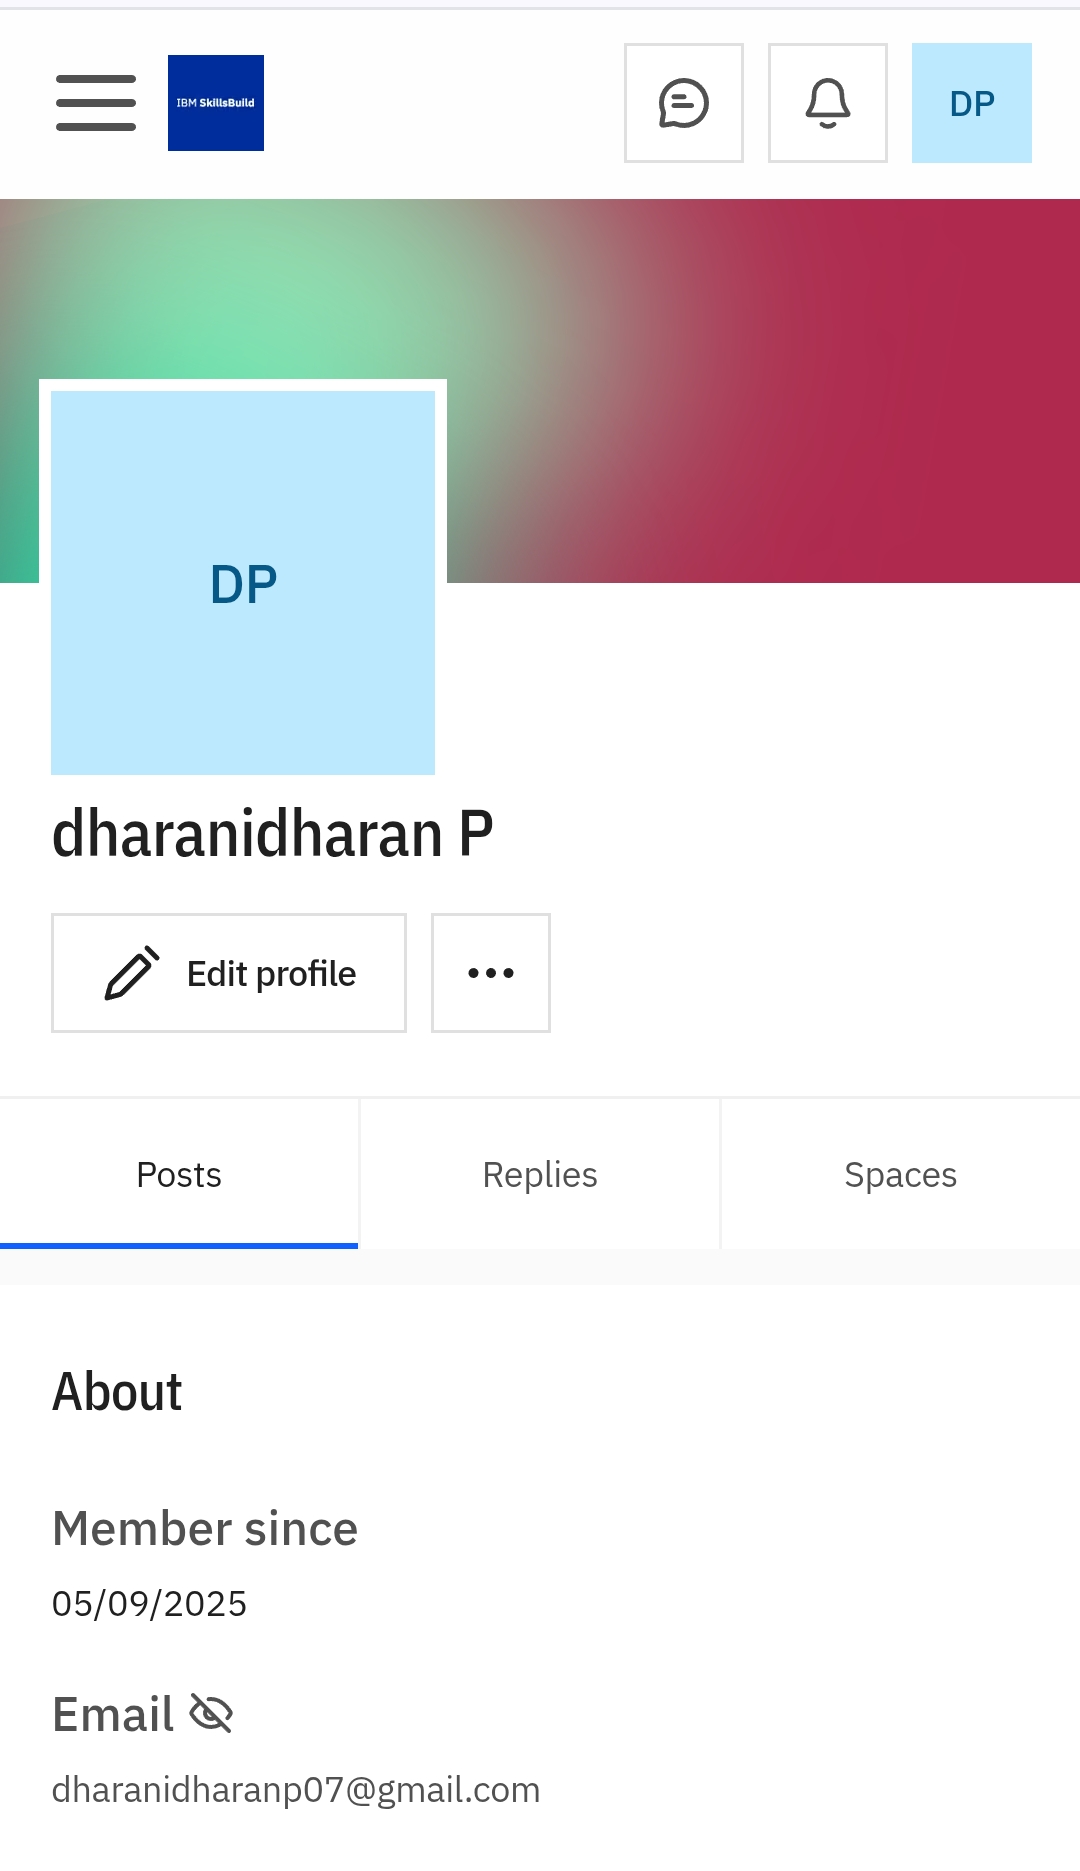 IBM SkillsBuild
DP
DP
dharanidharan P
Edit profile
Posts
Replies
Spaces
About
Member since
05/09/2025
Email
dharanidharanp07@gmail.com